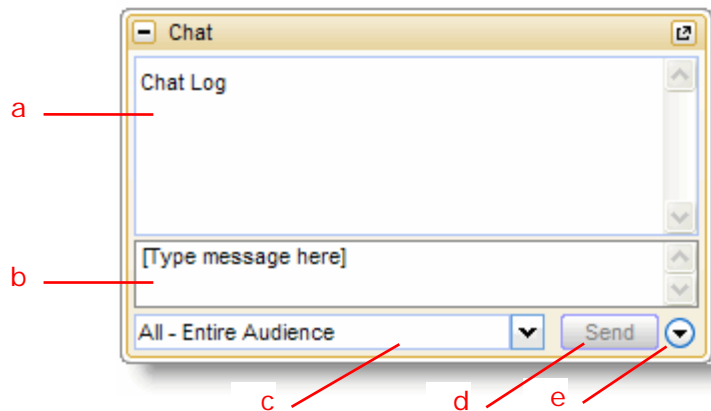 Chat
Chat Log
a
[Type message here]
b
All - Entire Audience Send
c d e